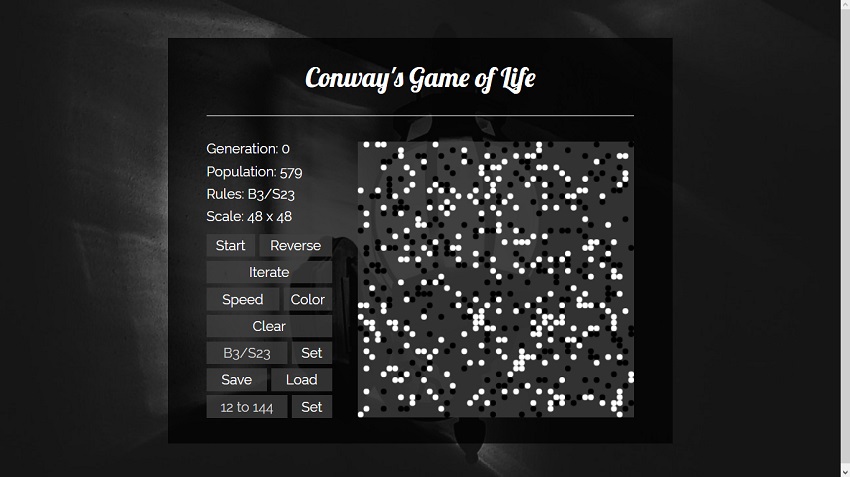 Conway's Game of Life
Generation: 0
Population: 579
Rules: B3/S23
Scale: 48 x 48
Start Reverse
Iterate
Speed Color
Clear
B3/S23 Set
Save Load
12 to 144 Set